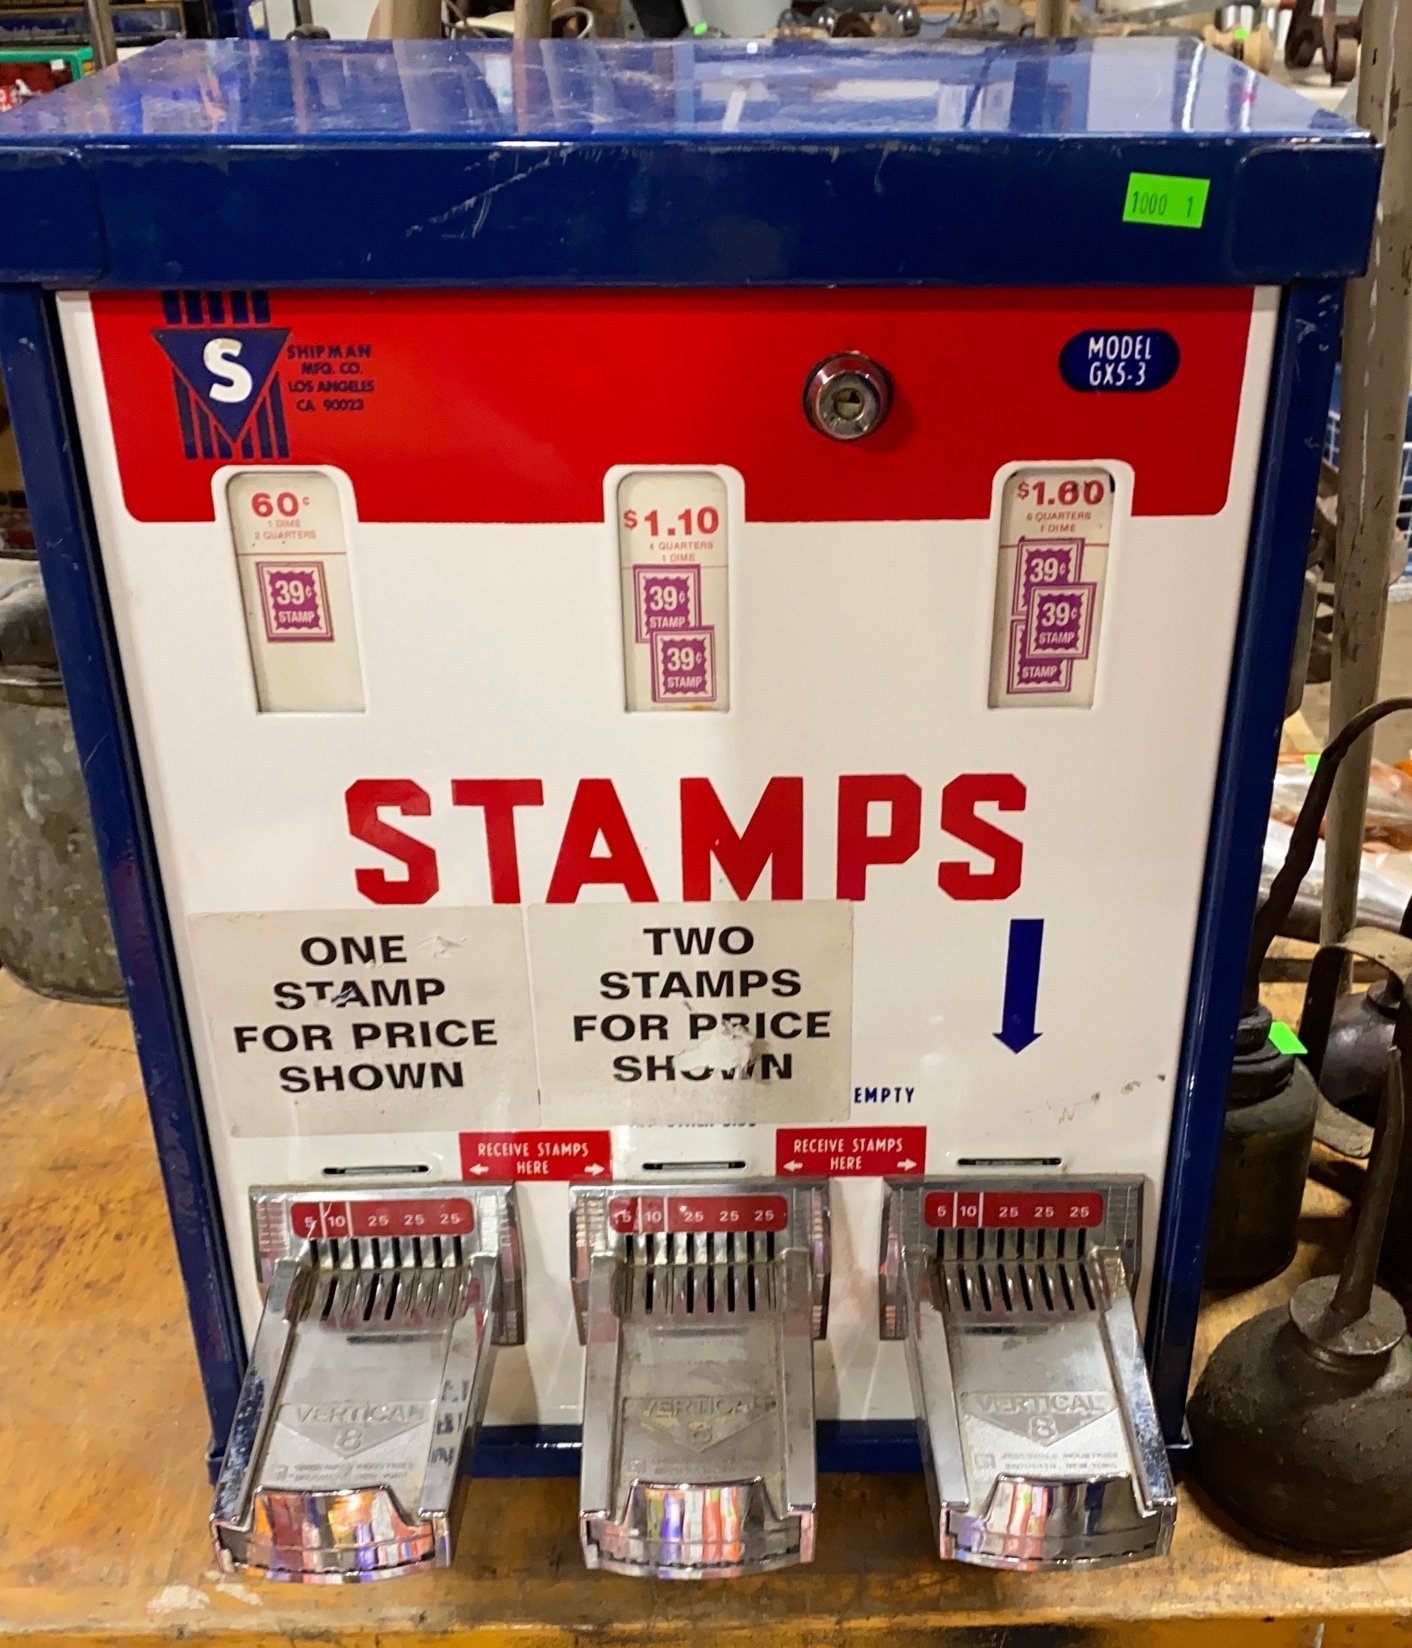 1000 1
S
SHIPMAN
MFG. CO.
LOS ANGELES
CA 90023
MODEL
GX5-3
60¢
1 DIME
2 QUARTERS
39¢
STAMP
$1.10
4 QUARTERS
1 DIME
39¢
STAMP
39¢
STAMP
$1.60
6 QUARTERS
1 DIME
39¢
39¢
STAMP
STAMP
STAMPS
ONE
STAMP
FOR PRICE
SHOWN
TWO
STAMPS
FOR PRICE
SHOWN
EMPTY
RECEIVE STAMPS
HERE
RECEIVE STAMPS
HERE
5 10 25 25 25
5 10 25 25 25
5 10 25 25 25
VERTICAL
8
VERTICAL
8
VERTICAL
8